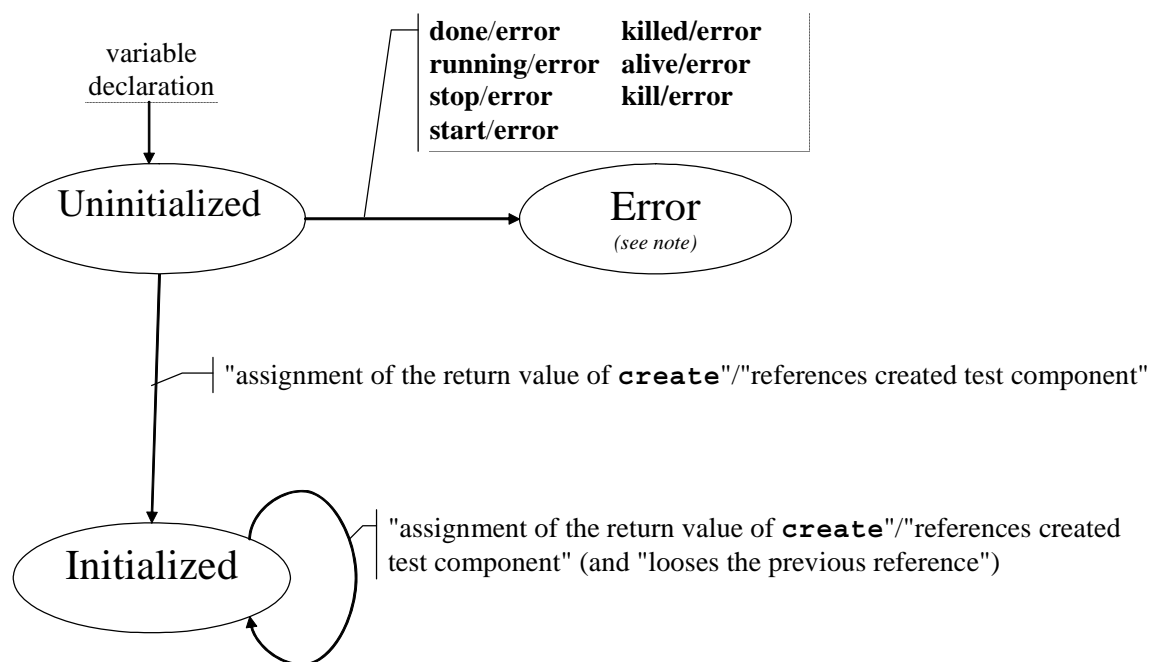 variable
declaration
done/error killed/error
running/error alive/error
stop/error kill/error
start/error
Uninitialized
Error
(see note)
"assignment of the return value of create"/"references created test component"
"assignment of the return value of create"/"references created
test component" (and "looses the previous reference")
Initialized